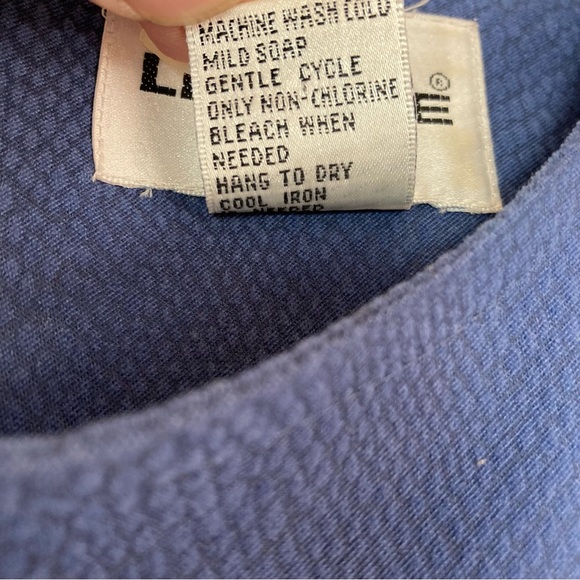 MACHINE WASH COLD
MILD SOAP
GENTLE CYCLE
ONLY NON-CHLORINE
BLEACH WHEN
NEEDED
HANG TO DRY
COOL IRON